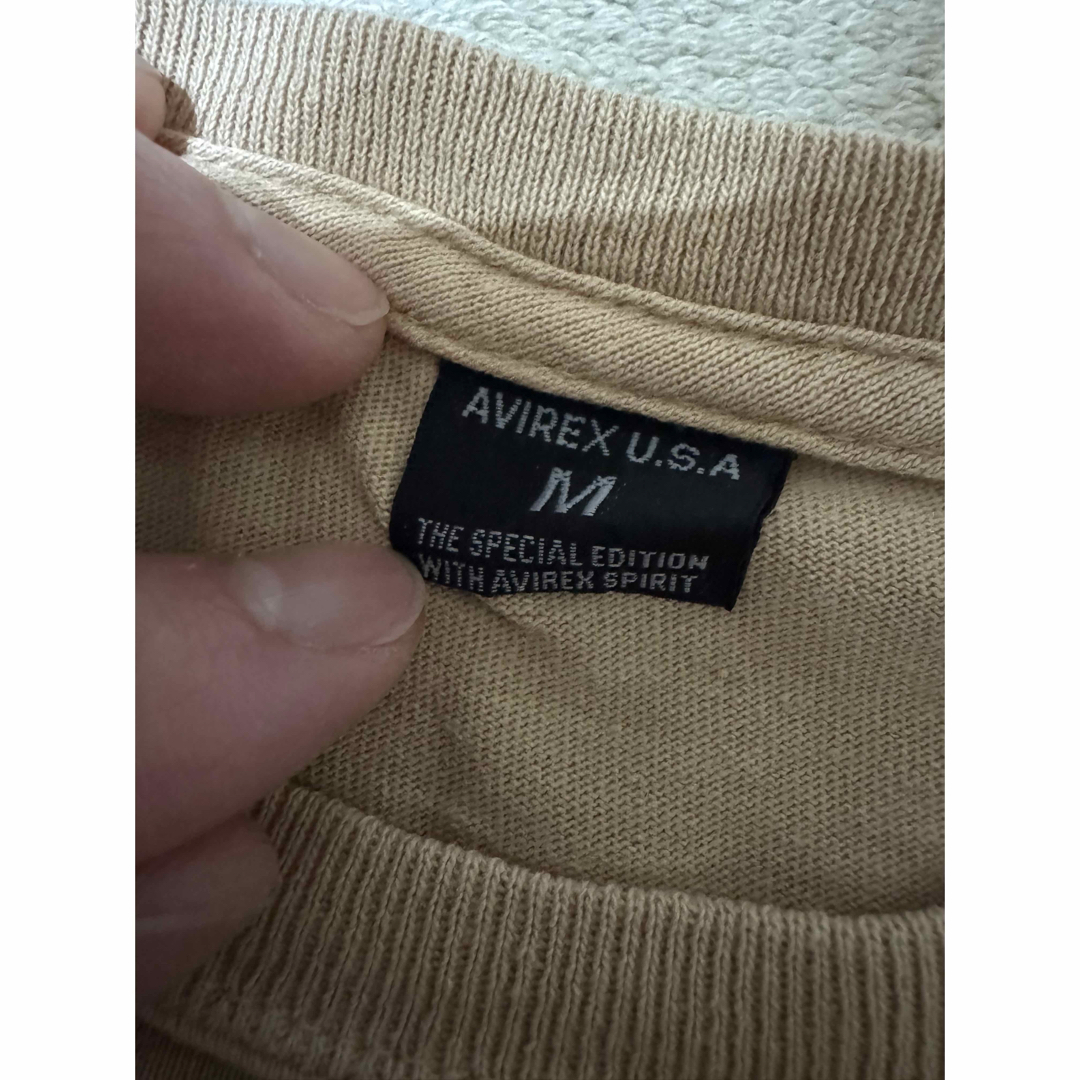 AVIREX U.S.A
M
THE SPECIAL EDITION
WITH AVIREX SPIRIT